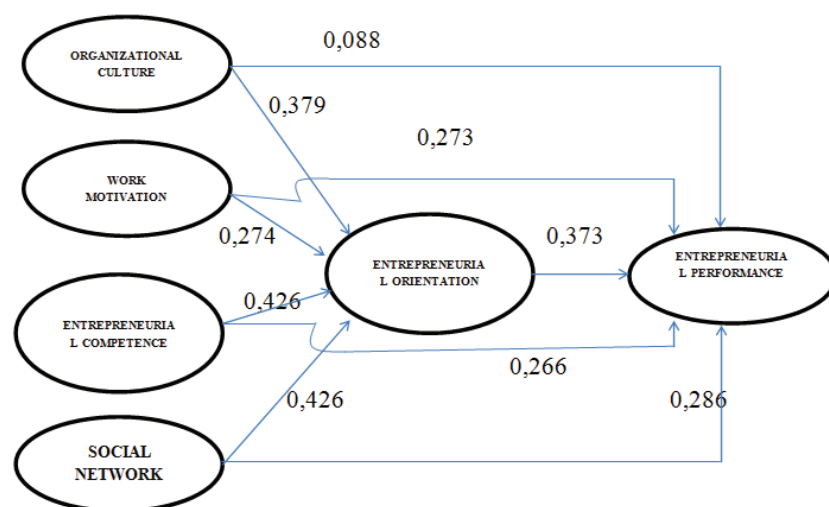 0,088
ORGANIZATIONAL
CULTURE
0,379
0,273
WORK
MOTIVATION
0,274
0,373
ENTREPRENEURIA
L ORIENTATION
ENTREPRENEURIA
L PERFORMANCE
0,426
ENTREPRENEURIA
L COMPETENCE
0,266
0,426
0,286
SOCIAL
NETWORK